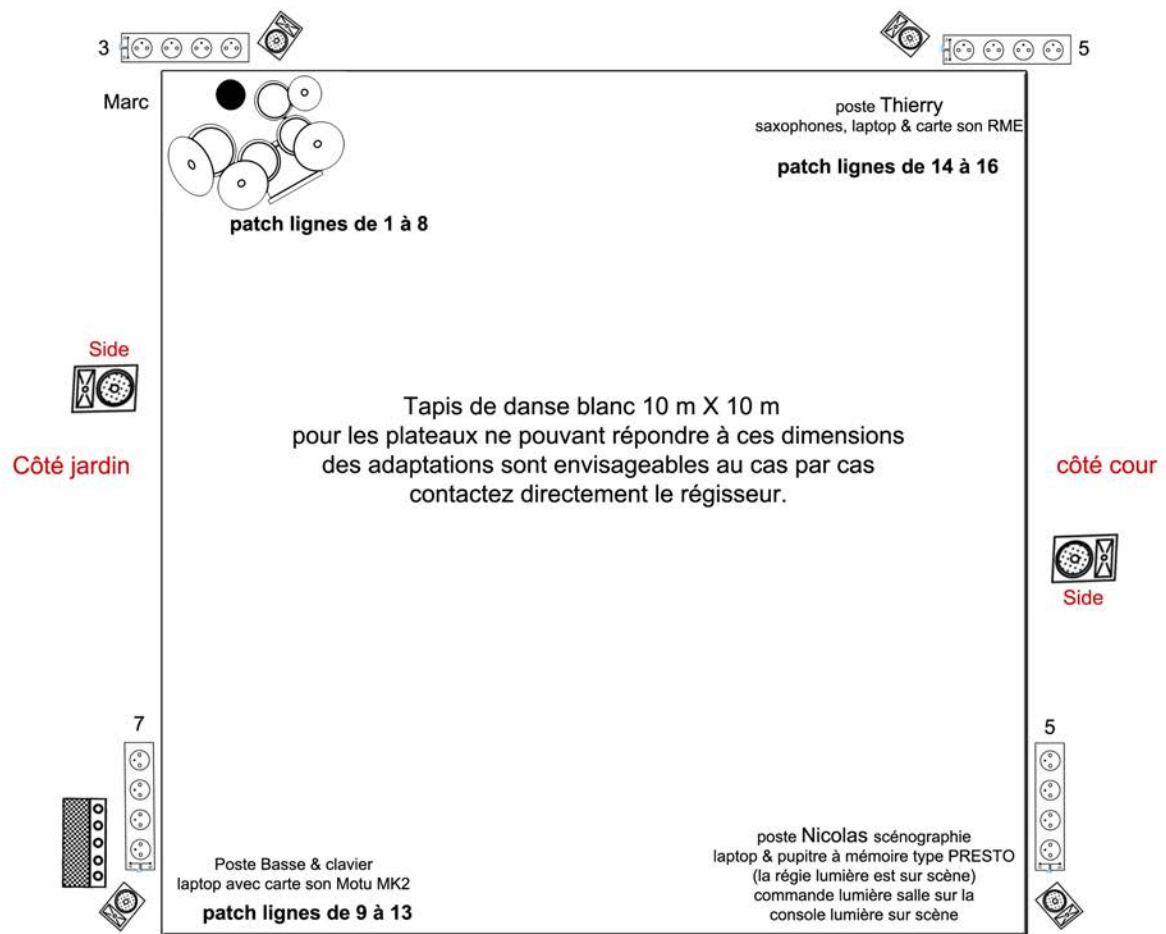 3
5
Marc
poste Thierry
saxophones, laptop & carte son RME
patch lignes de 14 à 16
patch lignes de 1 à 8
Side
Tapis de danse blanc 10 m X 10 m
pour les plateaux ne pouvant répondre à ces dimensions
des adaptations sont envisageables au cas par cas
contactez directement le régisseur.
Côté jardin
côté cour
Side
7
5
Poste Basse & clavier
laptop avec carte son Motu MK2
patch lignes de 9 à 13
poste Nicolas scénographie
laptop & pupitre à mémoire type PRESTO
(la régie lumière est sur scène)
commande lumière salle sur la
console lumière sur scène